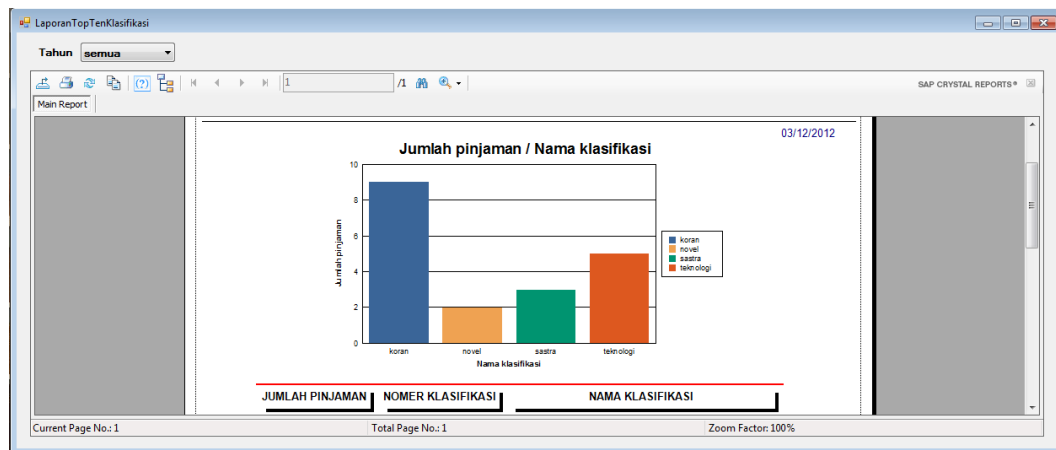 LaporanTopTenKlasifikasi
Tahun semua
1 /1 SAP CRYSTAL REPORTS®
Main Report
03/12/2012
Jumlah pinjaman / Nama klasifikasi
10
8
6
4
2
0
Jumlah pinjaman
koran novel sastra teknologi
Nama klasifikasi
koran
novel
sastra
teknologi
JUMLAH PINJAMAN NOMER KLASIFIKASI NAMA KLASIFIKASI
Current Page No.: 1 Total Page No.: 1 Zoom Factor: 100%